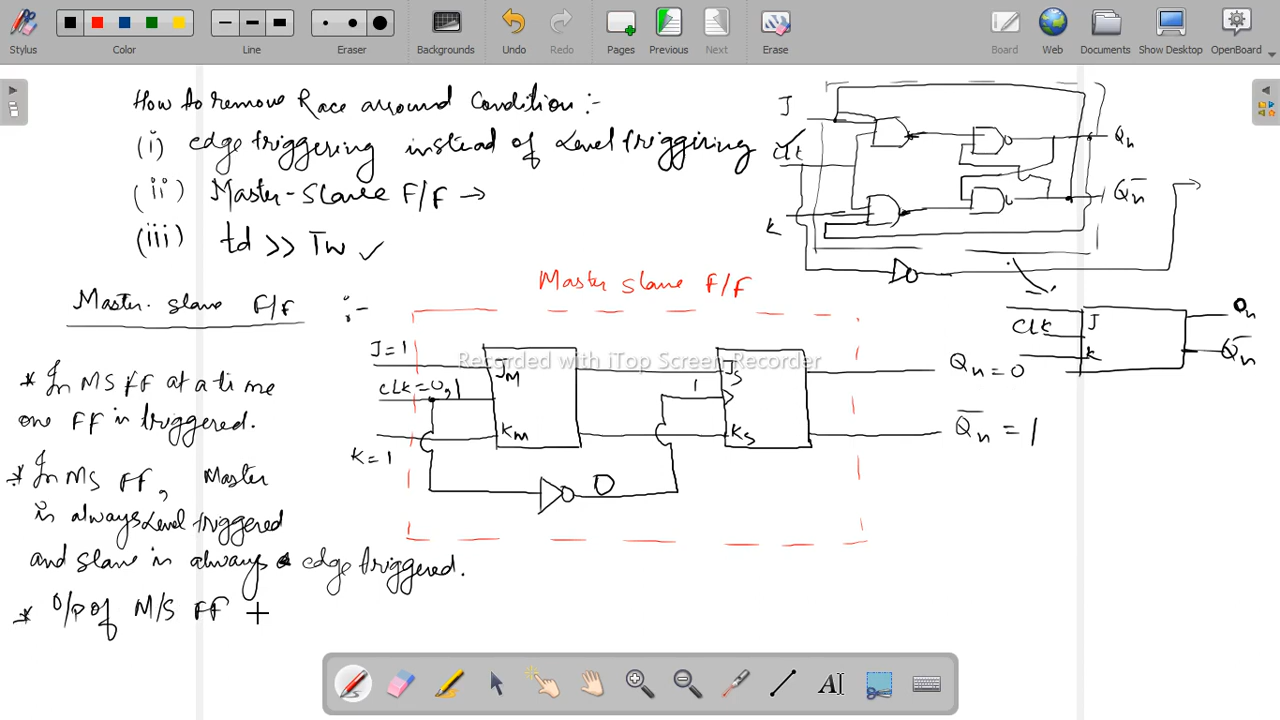 Stylus
Color
Line
Eraser
Backgrounds
Undo
Redo
Pages
Previous
Next
Erase
Board
Web
Documents
Show Desktop
OpenBoard
How to remove Race around Condition :-
(i) edge triggering instead of Level triggiring
(ii) Master-Slave F/F →
(iii) td >> Tw ✓
J
clk
K
Qn
Q̅n
Master slave F/F
Master slave F/F :-
J
CLK
K
Qn
Q̅n
J=1
CLK=0,1
K=1
JM
KM
1
JS
KS
0
Qn=0
Q̅n = 1
Recorded with iTop Screen Recorder
* In MS FF at a time
one FF is triggered.
* In MS FF, Master
is always Level triggered
and slave is always edge triggered.
* O/P of M/S FF